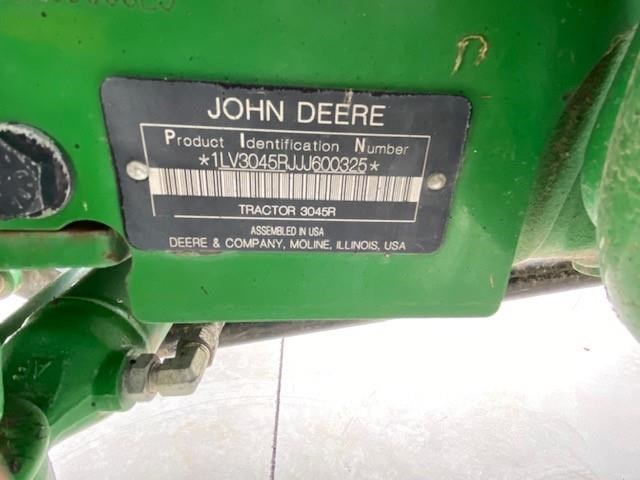 JOHN DEERE
Product Identification Number
*1LV3045RJJJ600325*
TRACTOR 3045R
ASSEMBLED IN USA
DEERE & COMPANY, MOLINE, ILLINOIS, USA